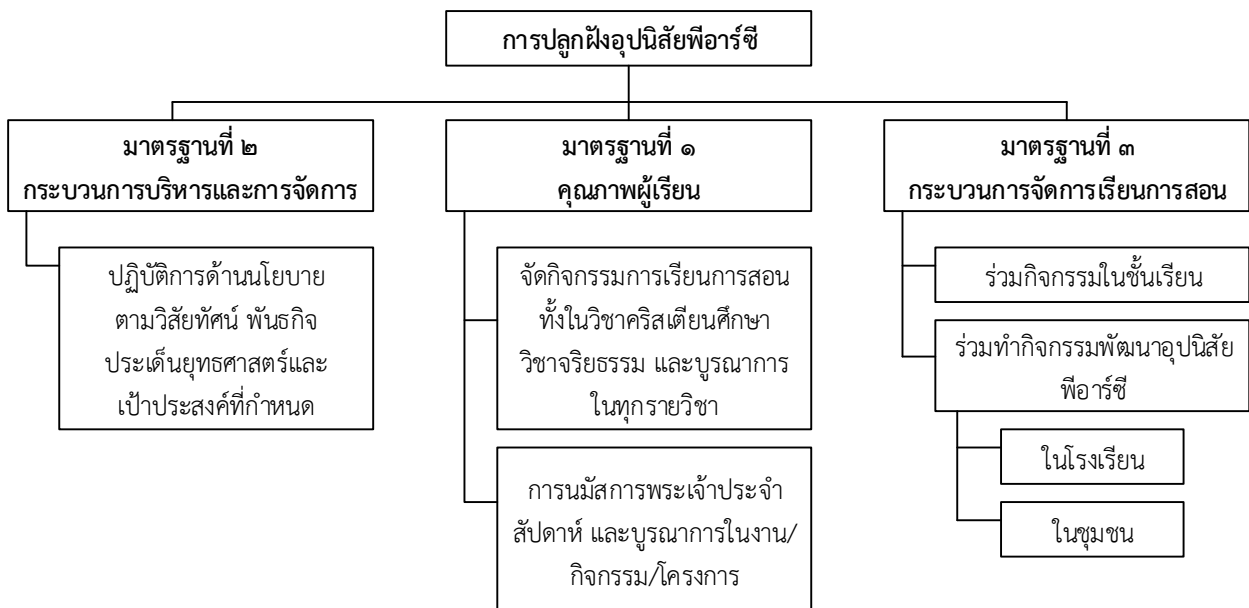 การปลูกฝังอุปนิสัยพีอาร์ซี
มาตรฐานที่ ๒
กระบวนการบริหารและการจัดการ
ปฏิบัติการด้านนโยบาย
ตามวิสัยทัศน์ พันธกิจ
ประเด็นยุทธศาสตร์และ
เป้าประสงค์ที่กำหนด
มาตรฐานที่ ๑
คุณภาพผู้เรียน
จัดกิจกรรมการเรียนการสอน
ทั้งในวิชาคริสเตียนศึกษา
วิชาจริยธรรม และบูรณาการ
ในทุกรายวิชา
การนมัสการพระเจ้าประจำ
สัปดาห์ และบูรณาการในงาน/
กิจกรรม/โครงการ
มาตรฐานที่ ๓
กระบวนการจัดการเรียนการสอน
ร่วมกิจกรรมในชั้นเรียน
ร่วมทำกิจกรรมพัฒนาอุปนิสัย
พีอาร์ซี
ในโรงเรียน
ในชุมชน